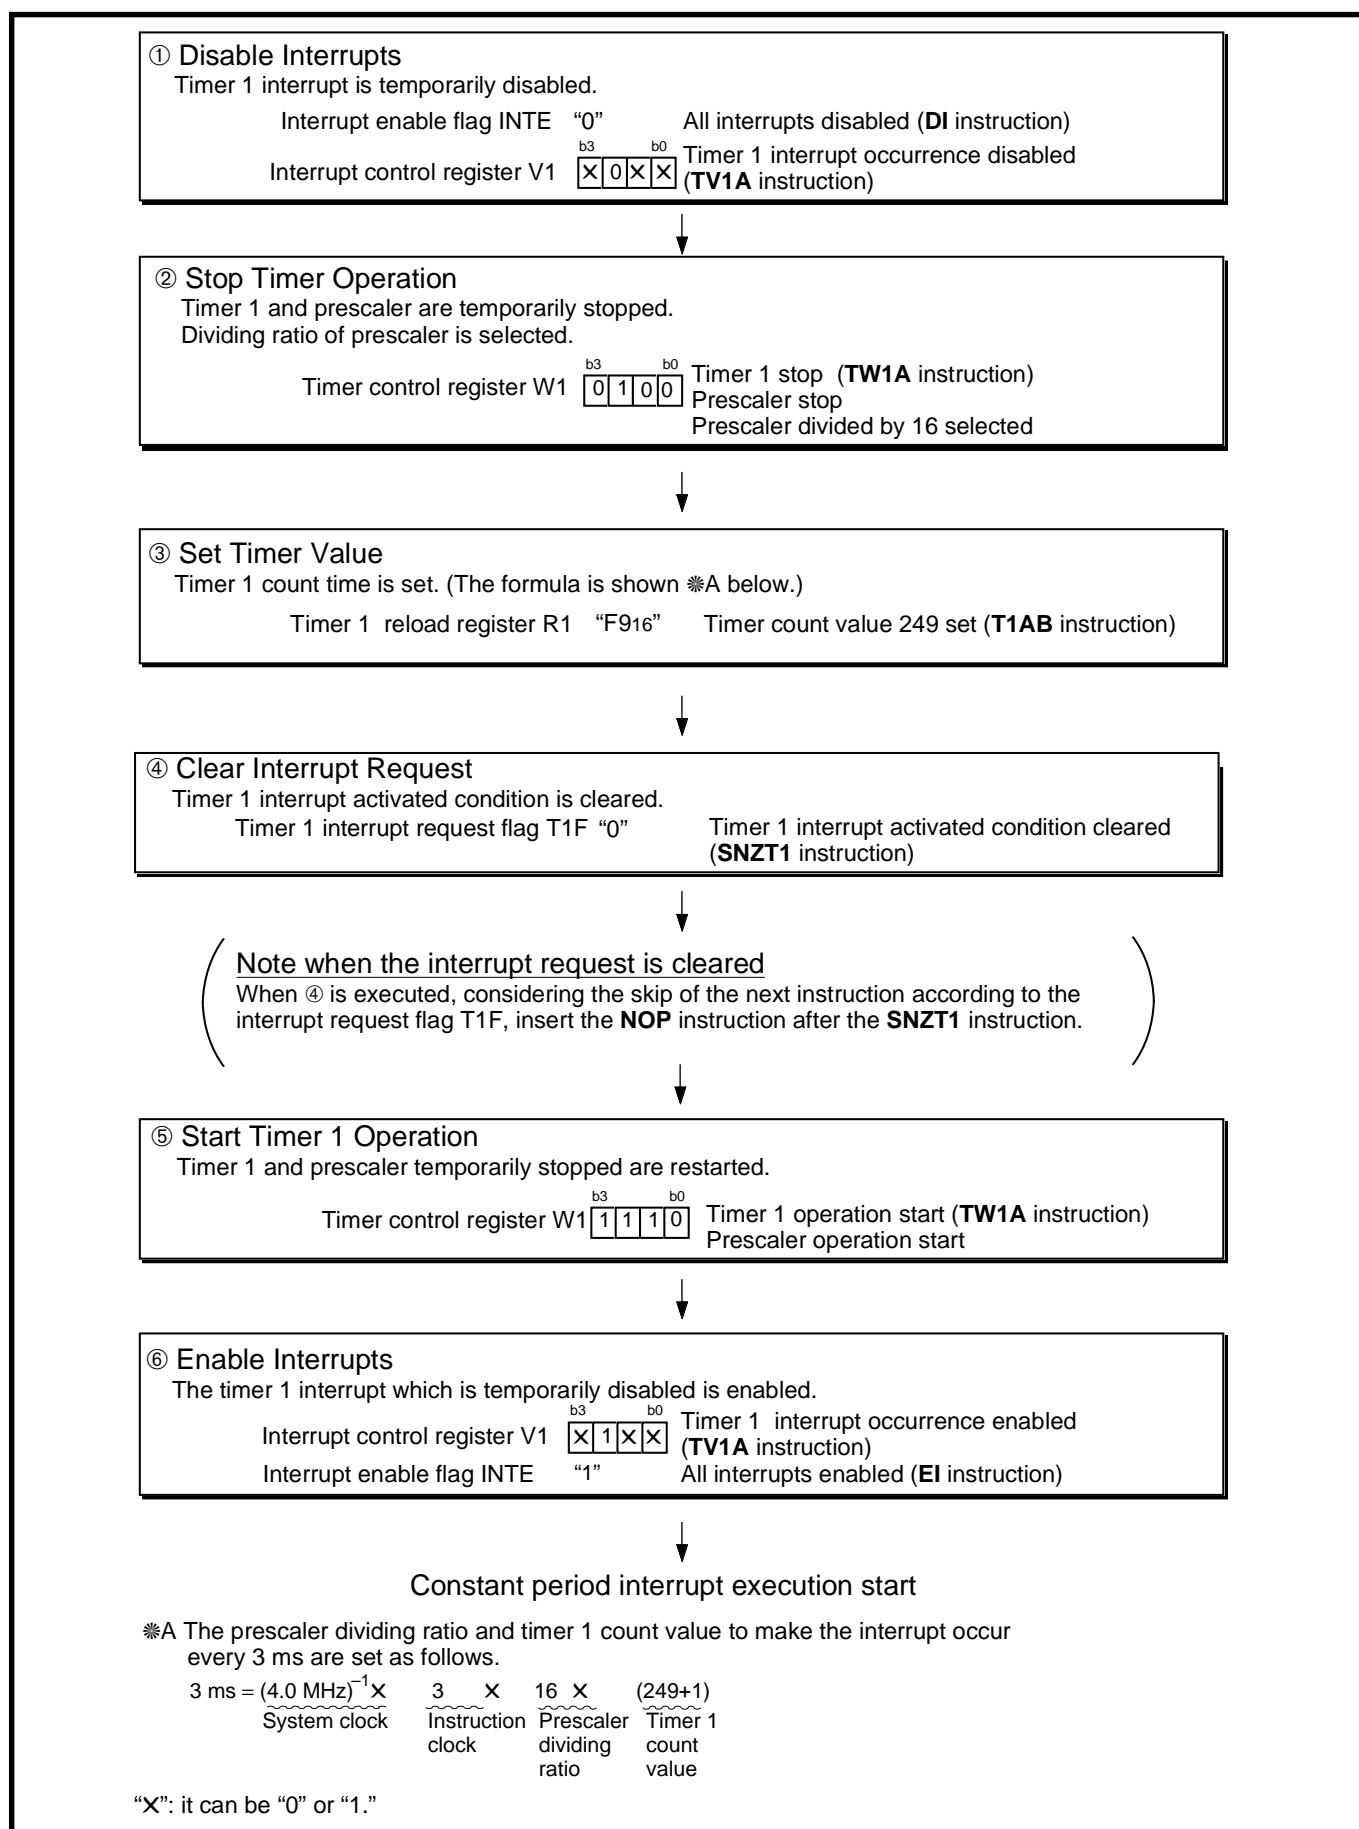 ① Disable Interrupts
Timer 1 interrupt is temporarily disabled.
Interrupt enable flag INTE “0” All interrupts disabled (DI instruction)
b3 b0
Interrupt control register V1 ✕ 0 ✕ ✕ Timer 1 interrupt occurrence disabled
(TV1A instruction)
② Stop Timer Operation
Timer 1 and prescaler are temporarily stopped.
Dividing ratio of prescaler is selected.
b3 b0
Timer control register W1 0 1 0 0 Timer 1 stop (TW1A instruction)
Prescaler stop
Prescaler divided by 16 selected
③ Set Timer Value
Timer 1 count time is set. (The formula is shown ❋A below.)
Timer 1 reload register R1 “F916” Timer count value 249 set (T1AB instruction)
④ Clear Interrupt Request
Timer 1 interrupt activated condition is cleared.
Timer 1 interrupt request flag T1F “0” Timer 1 interrupt activated condition cleared
(SNZT1 instruction)
Note when the interrupt request is cleared
When ④ is executed, considering the skip of the next instruction according to the
interrupt request flag T1F, insert the NOP instruction after the SNZT1 instruction.
⑤ Start Timer 1 Operation
Timer 1 and prescaler temporarily stopped are restarted.
b3 b0
Timer control register W1 1 1 1 0 Timer 1 operation start (TW1A instruction)
Prescaler operation start
⑥ Enable Interrupts
The timer 1 interrupt which is temporarily disabled is enabled.
b3 b0
Interrupt control register V1 ✕ 1 ✕ ✕ Timer 1 interrupt occurrence enabled
(TV1A instruction)
Interrupt enable flag INTE “1” All interrupts enabled (EI instruction)
Constant period interrupt execution start
❋A The prescaler dividing ratio and timer 1 count value to make the interrupt occur
every 3 ms are set as follows.
3 ms = (4.0 MHz)–1 ✕ 3 ✕ 16 ✕ (249+1)
System clock Instruction Prescaler Timer 1
clock dividing count
ratio value
“✕”: it can be “0” or “1.”